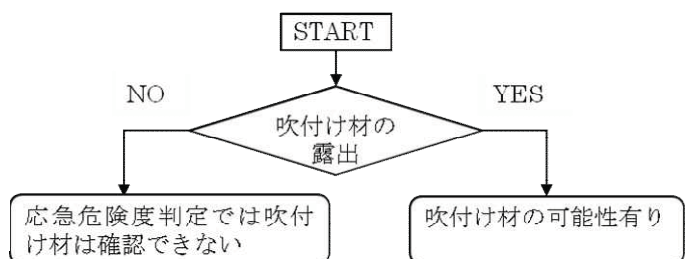 START
NO
YES
吹付け材の
露出
応急危険度判定では吹付
け材は確認できない
吹付け材の可能性有り